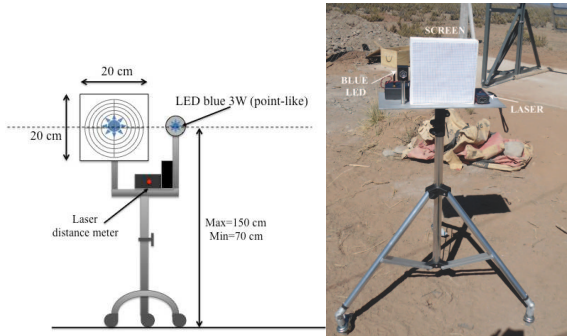 20 cm
LED blue 3W (point-like)
20 cm
Laser
distance meter
Max=150 cm
Min=70 cm
SCREEN
BLUE
LED
LASER